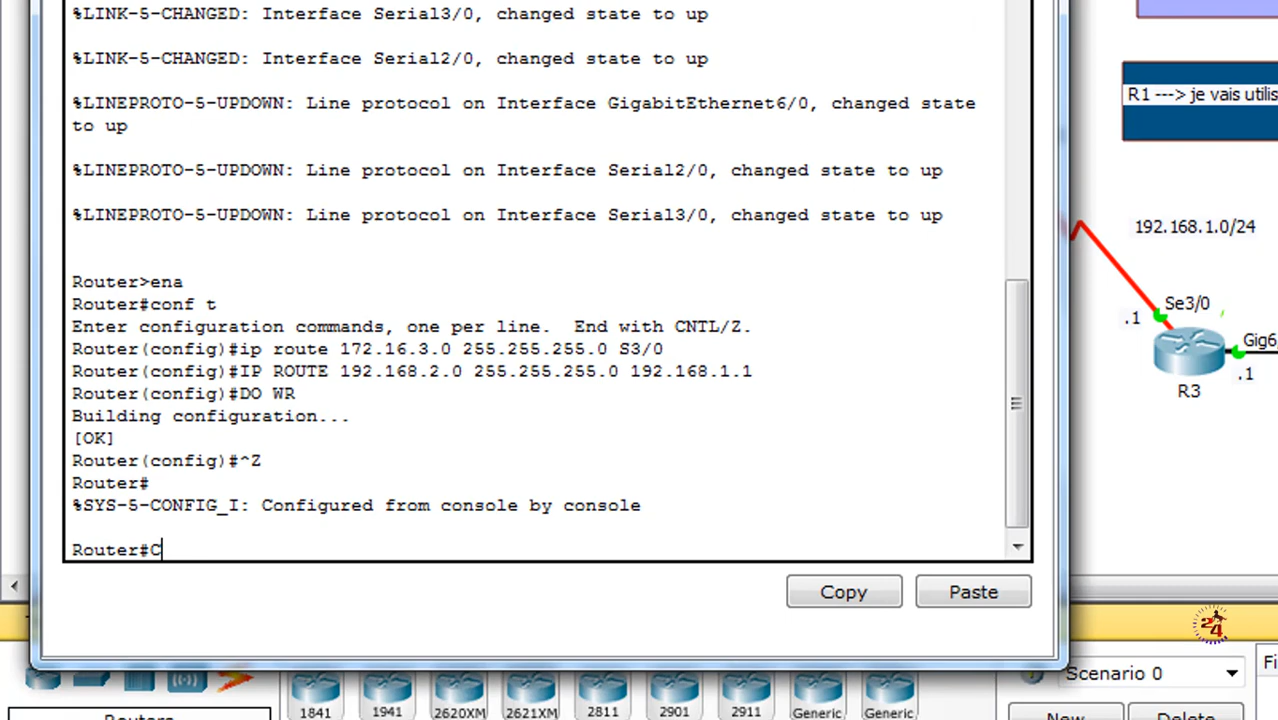 %LINK-5-CHANGED: Interface Serial3/0, changed state to up
%LINK-5-CHANGED: Interface Serial2/0, changed state to up
%LINEPROTO-5-UPDOWN: Line protocol on Interface GigabitEthernet6/0, changed state
to up
%LINEPROTO-5-UPDOWN: Line protocol on Interface Serial2/0, changed state to up
%LINEPROTO-5-UPDOWN: Line protocol on Interface Serial3/0, changed state to up
Router>ena
Router#conf t
Enter configuration commands, one per line.  End with CNTL/Z.
Router(config)#ip route 172.16.3.0 255.255.255.0 S3/0
Router(config)#IP ROUTE 192.168.2.0 255.255.255.0 192.168.1.1
Router(config)#DO WR
Building configuration...
[OK]
Router(config)#^Z
Router#
%SYS-5-CONFIG_I: Configured from console by console
Router#C
Copy
Paste
R1 ---> je vais utilis
192.168.1.0/24
Se3/0
.1
Gig6/
.1
R3
24
Scenario 0
Fi
New
Delete
Routers
1841
1941
2620XM
2621XM
2811
2901
2911
Generic
Generic